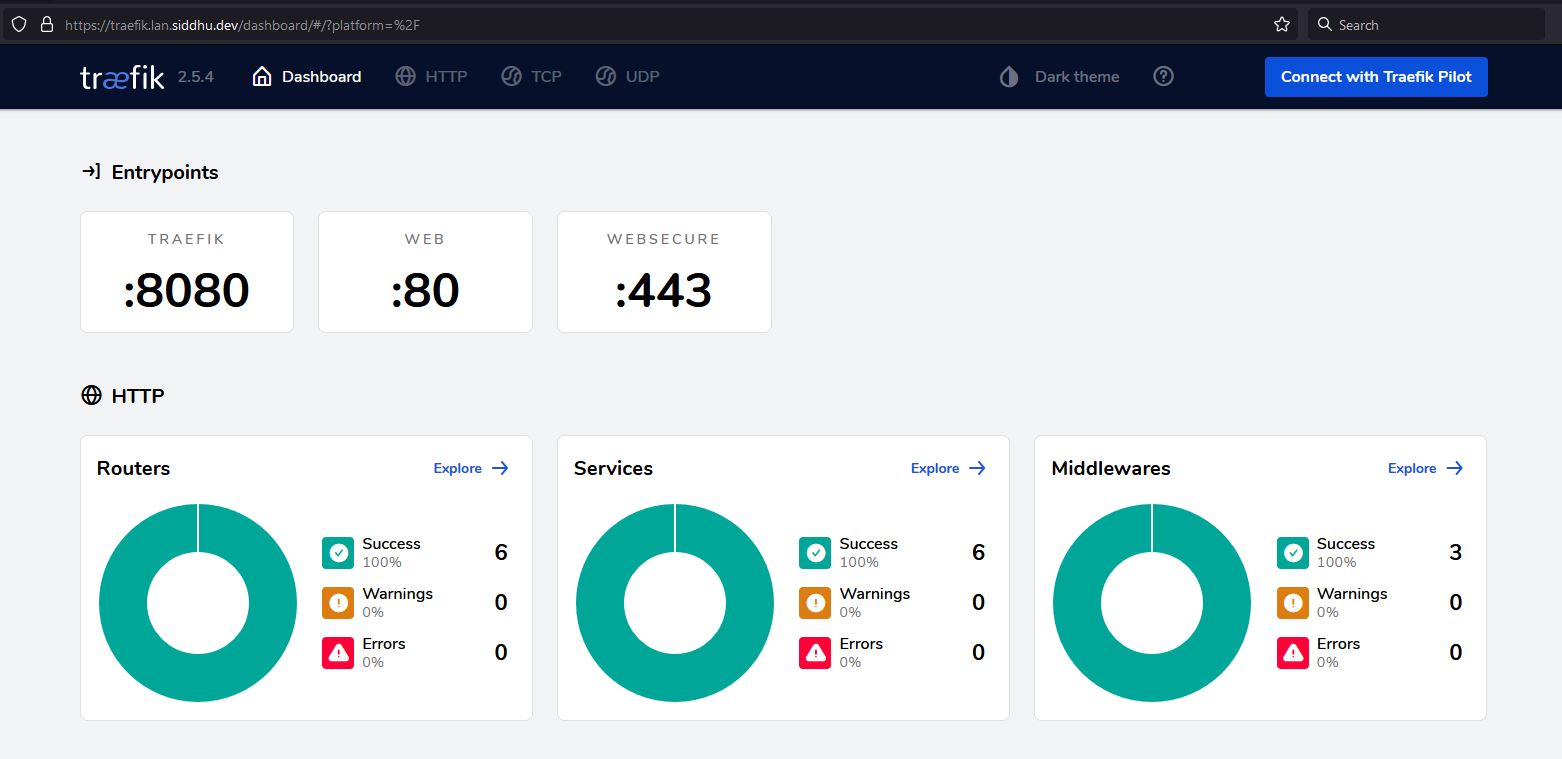 https://traefik.lan.siddhu.dev/dashboard/#/?platform=%2F Search
træfik 2.5.4 Dashboard HTTP TCP UDP Dark theme Connect with Traefik Pilot
Entrypoints
TRAEFIK WEB WEBSECURE
:8080 :80 :443
HTTP
Routers Explore
Success 6
100%
Warnings 0
0%
Errors 0
0%
Services Explore
Success 6
100%
Warnings 0
0%
Errors 0
0%
Middlewares Explore
Success 3
100%
Warnings 0
0%
Errors 0
0%